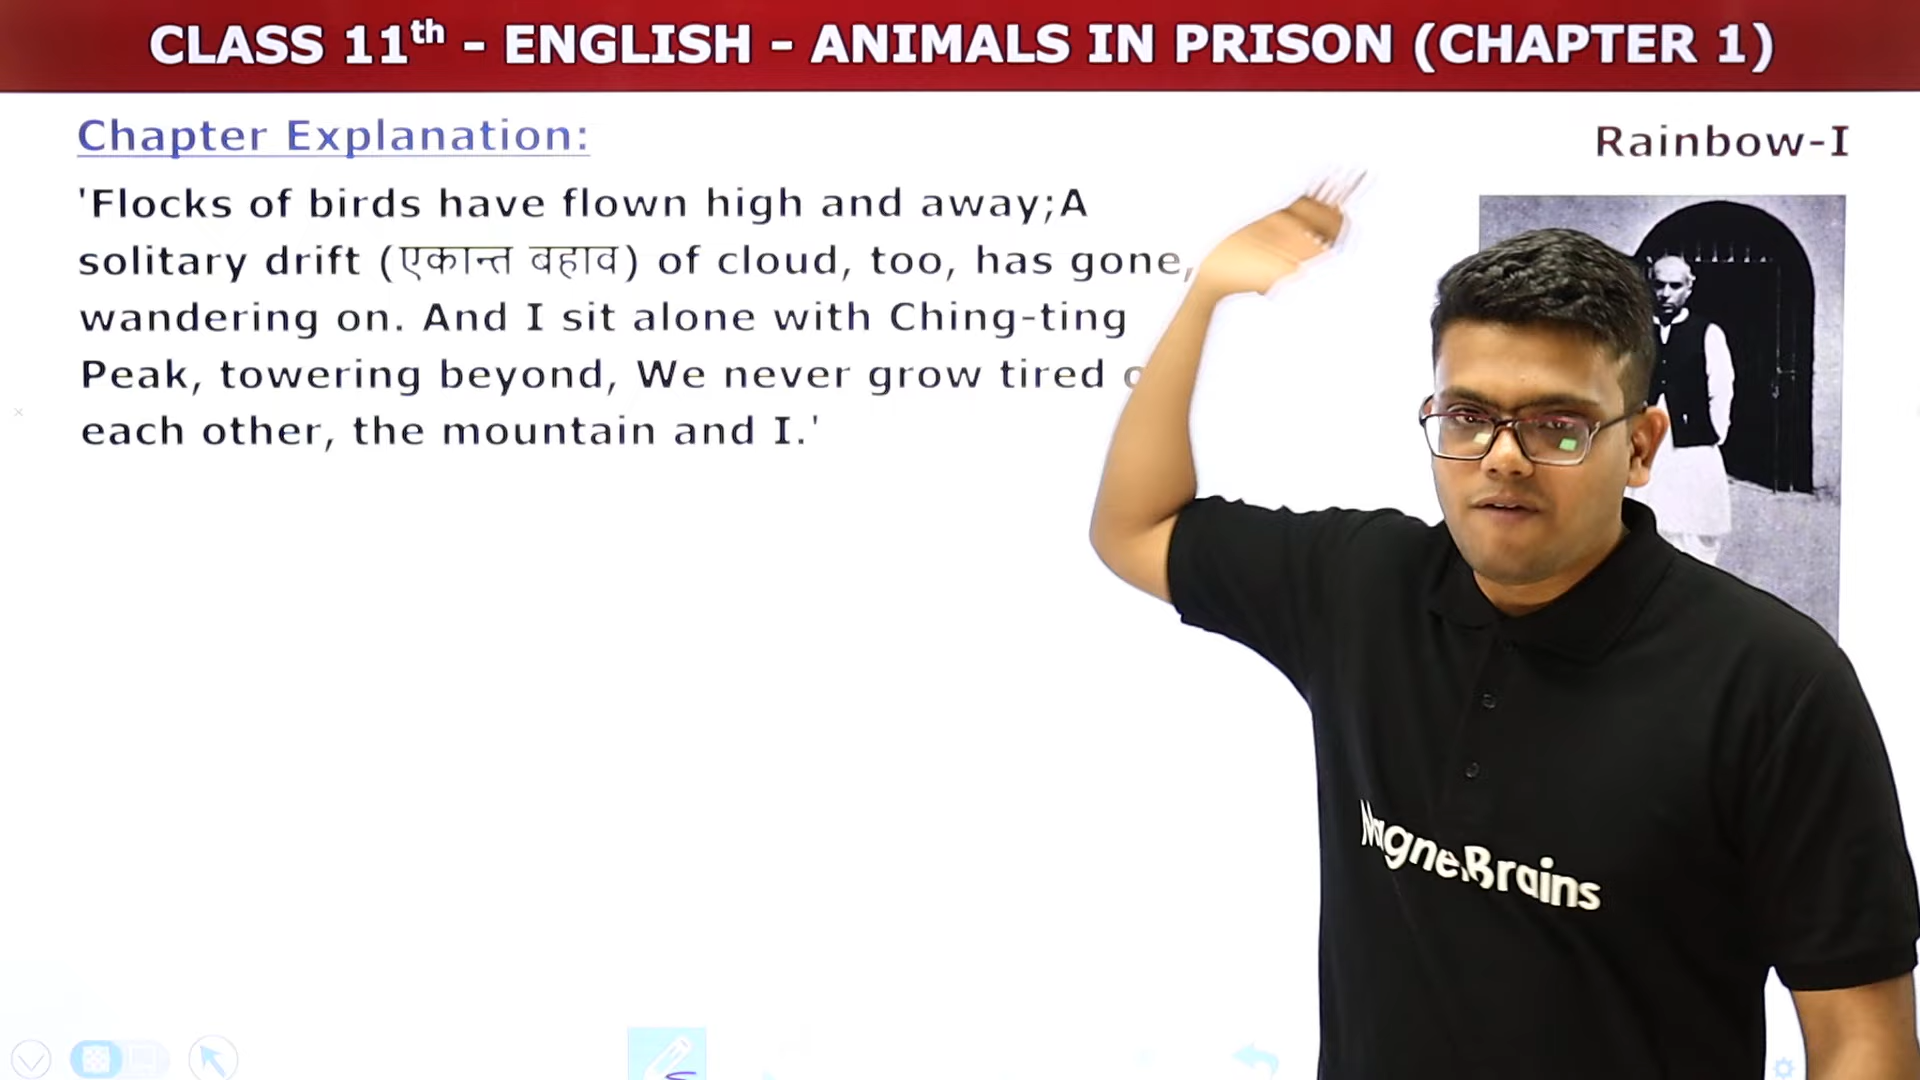 CLASS 11th - ENGLISH - ANIMALS IN PRISON (CHAPTER 1)
Chapter Explanation:
Rainbow-I
'Flocks of birds have flown high and away;A
solitary drift (एकान्त बहाव) of cloud, too, has gone,
wandering on. And I sit alone with Ching-ting
Peak, towering beyond, We never grow tired
each other, the mountain and I.'
Magnet Brains